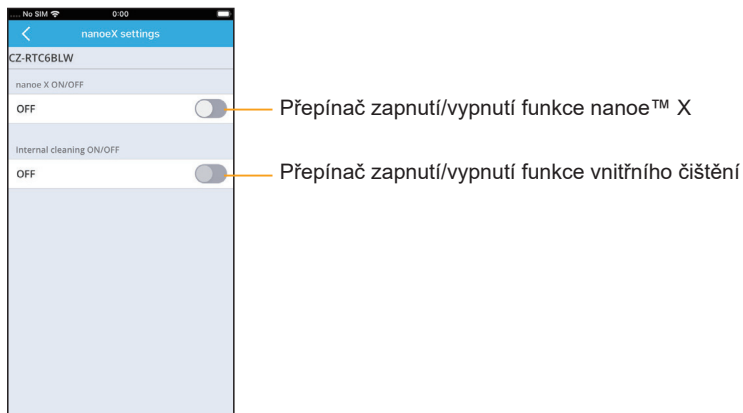 .... No SIM 0:00
nanoeX settings
CZ-RTC6BLW
nanoe X ON/OFF
OFF
Přepínač zapnutí/vypnutí funkce nanoe™ X
Internal cleaning ON/OFF
OFF
Přepínač zapnutí/vypnutí funkce vnitřního čištění